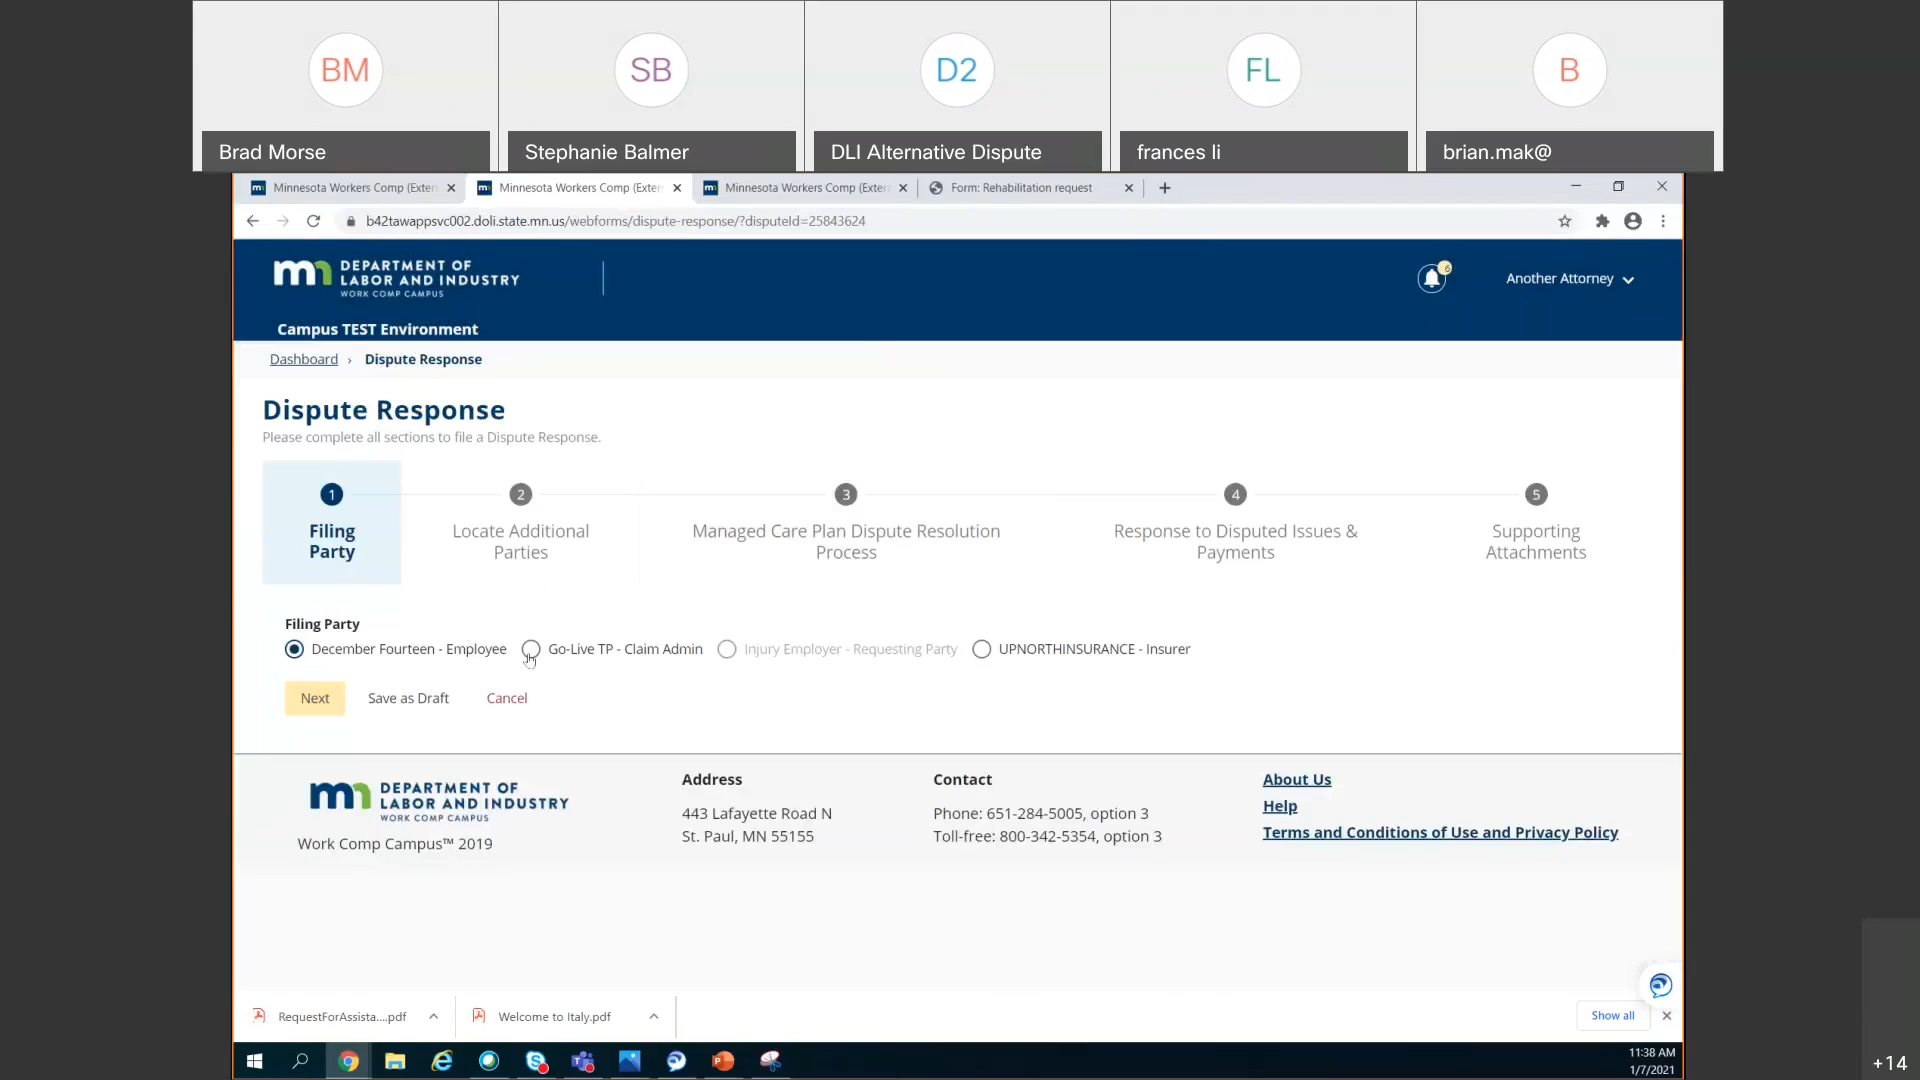 BM
SB
D2
FL
B
Brad Morse
Stephanie Balmer
DLI Alternative Dispute
frances li
brian.mak@
Minnesota Workers Comp (Exter
Minnesota Workers Comp (Exter
Minnesota Workers Comp (Exter
Form: Rehabilitation request
b42tawappsvc002.doli.state.mn.us/webforms/dispute-response/?disputeId=25843624
mn DEPARTMENT OF
LABOR AND INDUSTRY
WORK COMP CAMPUS
6
Another Attorney
Campus TEST Environment
Dashboard › Dispute Response
Dispute Response
Please complete all sections to file a Dispute Response.
1
Filing
Party
2
Locate Additional
Parties
3
Managed Care Plan Dispute Resolution
Process
4
Response to Disputed Issues &
Payments
5
Supporting
Attachments
Filing Party
December Fourteen - Employee
Go-Live TP - Claim Admin
Injury Employer - Requesting Party
UPNORTHINSURANCE - Insurer
Next
Save as Draft
Cancel
mn DEPARTMENT OF
LABOR AND INDUSTRY
WORK COMP CAMPUS
Work Comp Campus™ 2019
Address
443 Lafayette Road N
St. Paul, MN 55155
Contact
Phone: 651-284-5005, option 3
Toll-free: 800-342-5354, option 3
About Us
Help
Terms and Conditions of Use and Privacy Policy
RequestForAssista....pdf
Welcome to Italy.pdf
Show all
11:38 AM
1/7/2021
+14